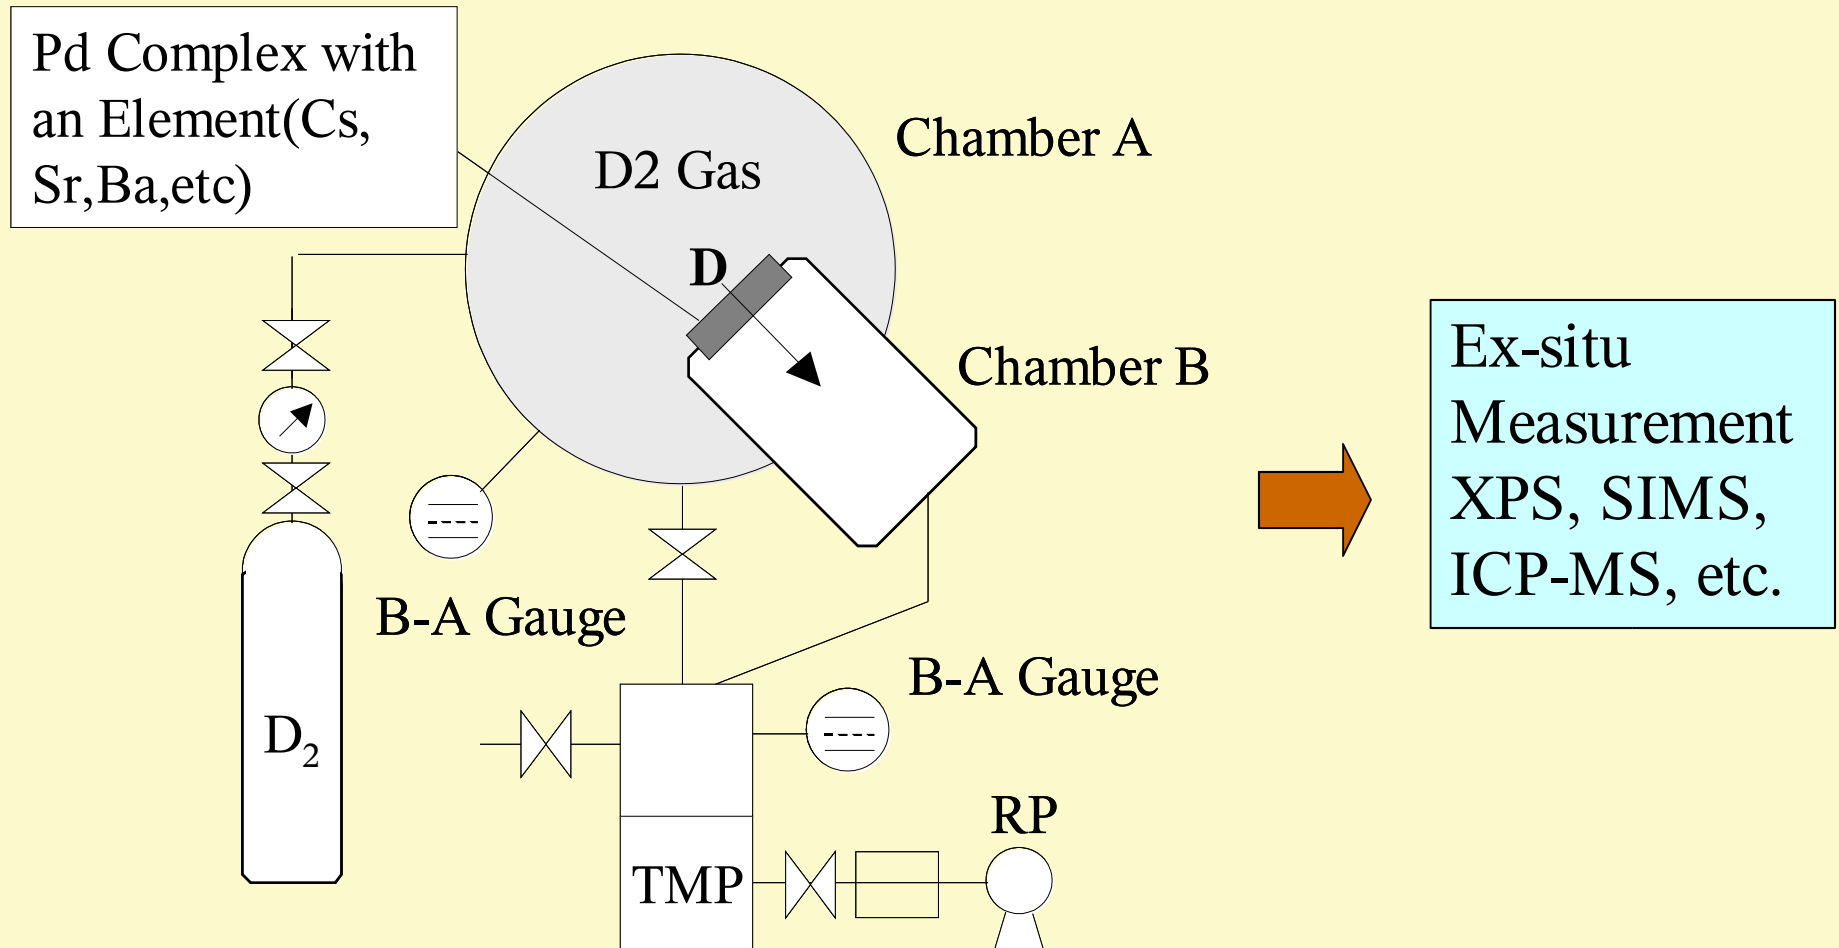 Pd Complex with
an Element(Cs,
Sr,Ba,etc)
D2 Gas
Chamber A
D
Chamber B
B-A Gauge
D₂
B-A Gauge
RP
TMP
Ex-situ
Measurement
XPS, SIMS,
ICP-MS, etc.